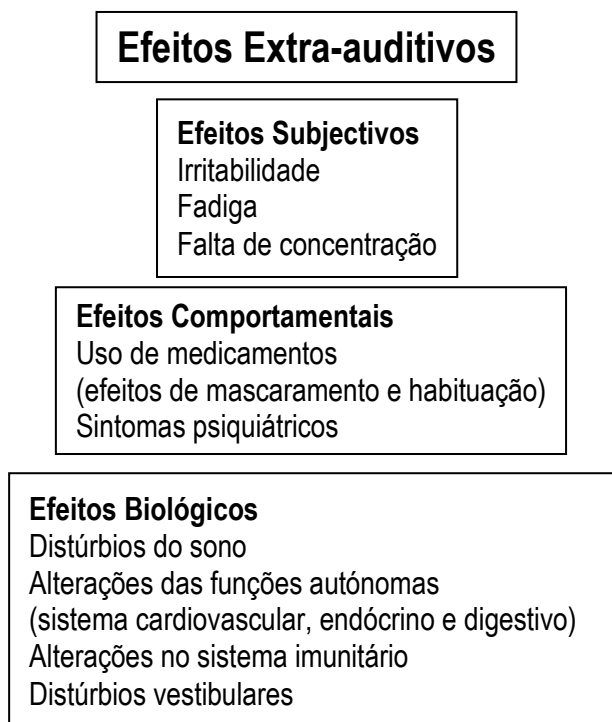 Efeitos Extra-auditivos
Efeitos Subjectivos
Irritabilidade
Fadiga
Falta de concentração
Efeitos Comportamentais
Uso de medicamentos
(efeitos de mascaramento e habituação)
Sintomas psiquiátricos
Efeitos Biológicos
Distúrbios do sono
Alterações das funções autónomas
(sistema cardiovascular, endócrino e digestivo)
Alterações no sistema imunitário
Distúrbios vestibulares